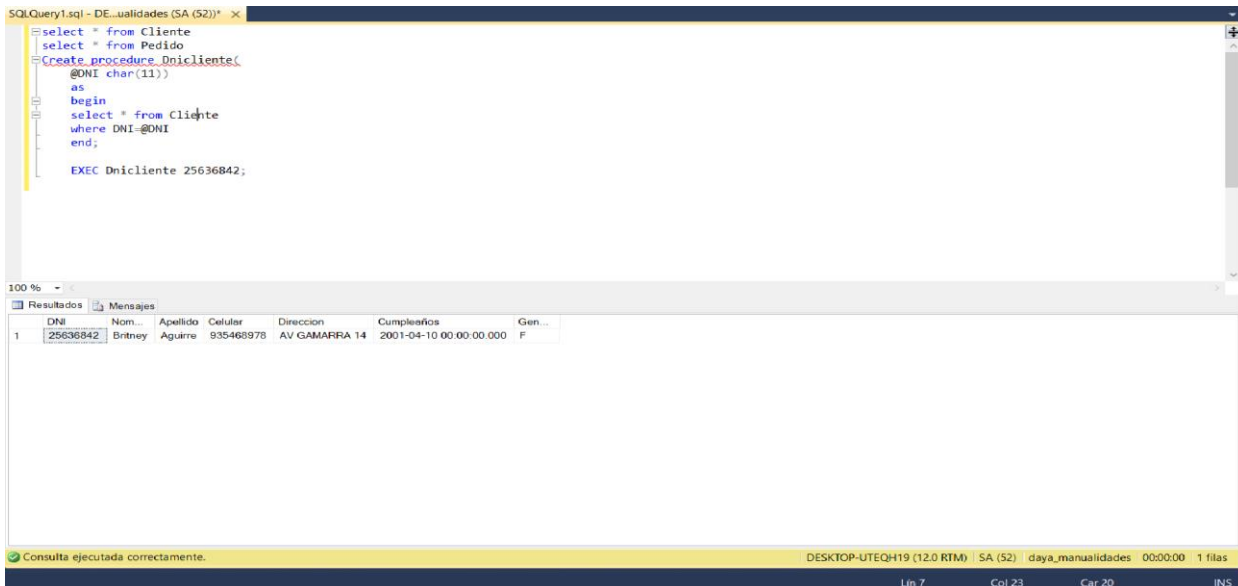 SQLQuery1.sql - DE...ualidades (SA (52))* ×
select * from Cliente
select * from Pedido
Create procedure Dnicliente(
@DNI char(11))
as
begin
select * from Cliente
where DNI=@DNI
end;
EXEC Dnicliente 25636842;
100 %
Resultados Mensajes
DNI Nom... Apellido Celular Direccion Cumpleaños Gen...
1 25636842 Britney Aguirre 935468978 AV GAMARRA 14 2001-04-10 00:00:00.000 F
Consulta ejecutada correctamente. DESKTOP-UTEQH19 (12.0 RTM) SA (52) daya_manualidades 00:00:00 1 filas
Lín 7 Col 23 Car 20 INS